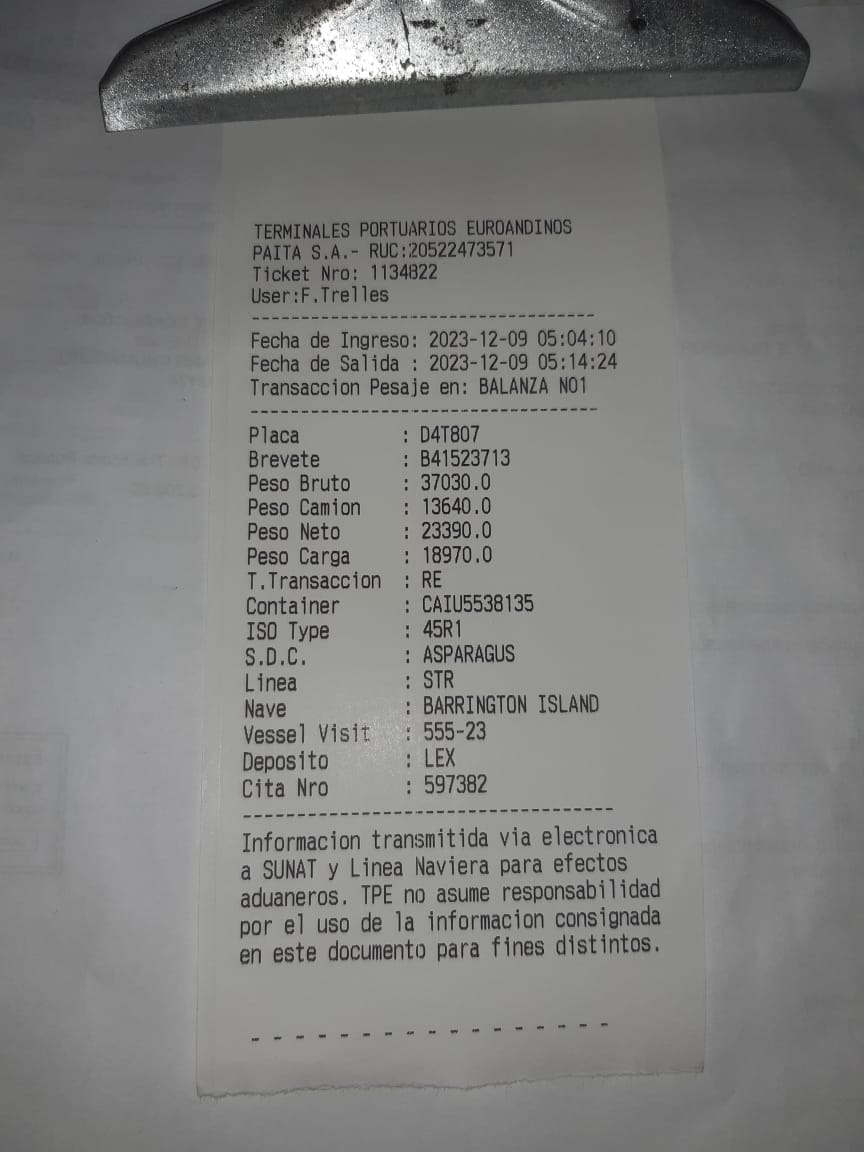 TERMINALES PORTUARIOS EUROANDINOS
PAITA S.A.- RUC:20522473571
Ticket Nro: 1134822
User:F.Trelles
------------------------------------
Fecha de Ingreso: 2023-12-09 05:04:10
Fecha de Salida : 2023-12-09 05:14:24
Transaccion Pesaje en: BALANZA NO1
------------------------------------
Placa : D4T807
Brevete : B41523713
Peso Bruto : 37030.0
Peso Camion : 13640.0
Peso Neto : 23390.0
Peso Carga : 18970.0
T.Transaccion : RE
Container : CAIU5538135
ISO Type : 45R1
S.D.C. : ASPARAGUS
Linea : STR
Nave : BARRINGTON ISLAND
Vessel Visit : 555-23
Deposito : LEX
Cita Nro : 597382
------------------------------------
Informacion transmitida via electronica
a SUNAT y Linea Naviera para efectos
aduaneros. TPE no asume responsabilidad
por el uso de la informacion consignada
en este documento para fines distintos.
- - - - - - - - - - - - - - - - -